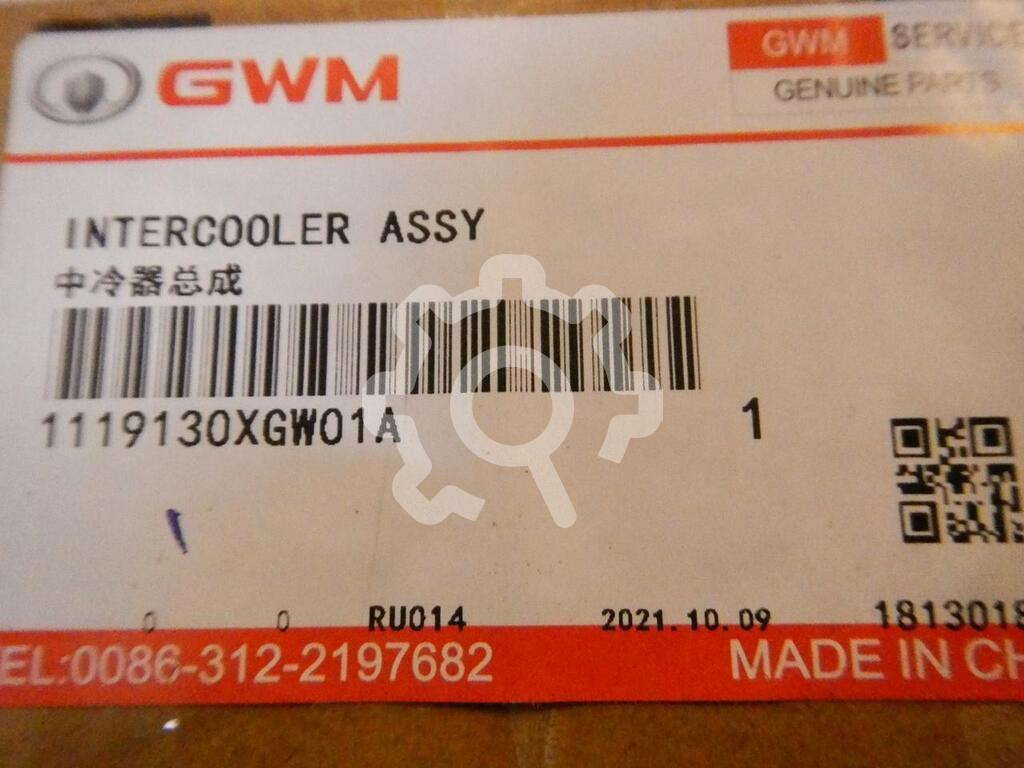 GWM
GWM SERVICE
GENUINE PARTS
INTERCOOLER ASSY
中冷器总成
1119130XGW01A
1
0 0 RU014 2021.10.09 1813018
EL:0086-312-2197682 MADE IN CH